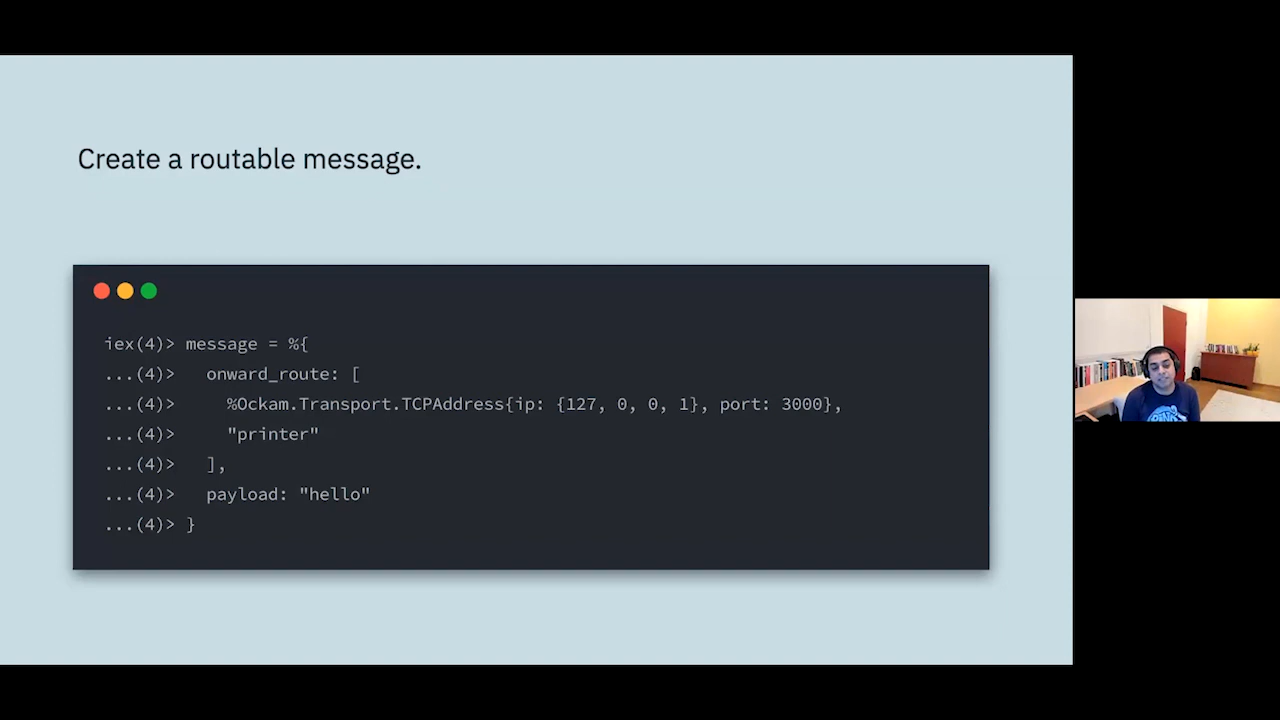 Create a routable message.
iex(4)> message = %{
...(4)>   onward_route: [
...(4)>     %Ockam.Transport.TCPAddress{ip: {127, 0, 0, 1}, port: 3000},
...(4)>     "printer"
...(4)>   ],
...(4)>   payload: "hello"
...(4)> }